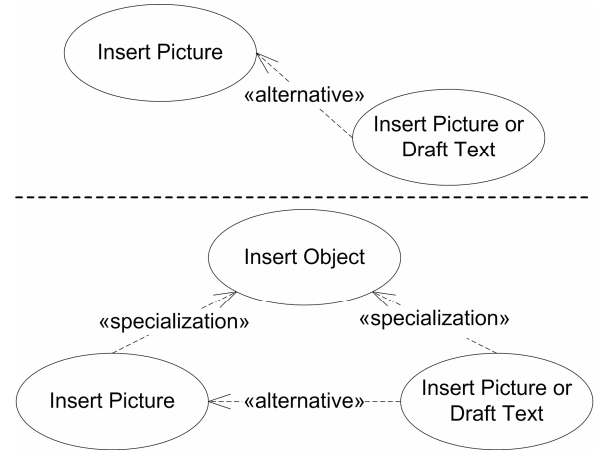 Insert Picture
«alternative»
Insert Picture or
Draft Text
Insert Object
«specialization»
«specialization»
Insert Picture
«alternative»
Insert Picture or
Draft Text